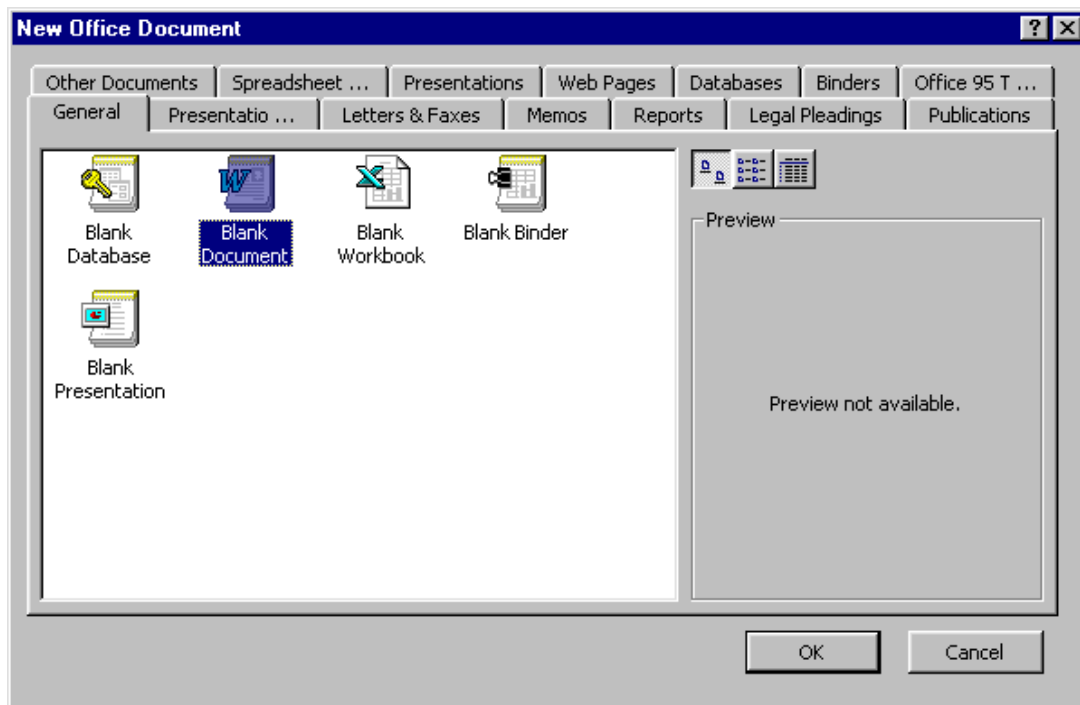 New Office Document
Other Documents
Spreadsheet ...
Presentations
Web Pages
Databases
Binders
Office 95 T ...
General
Presentatio ...
Letters & Faxes
Memos
Reports
Legal Pleadings
Publications
Blank
Database
Blank
Document
Blank
Workbook
Blank Binder
Blank
Presentation
Preview
Preview not available.
OK
Cancel